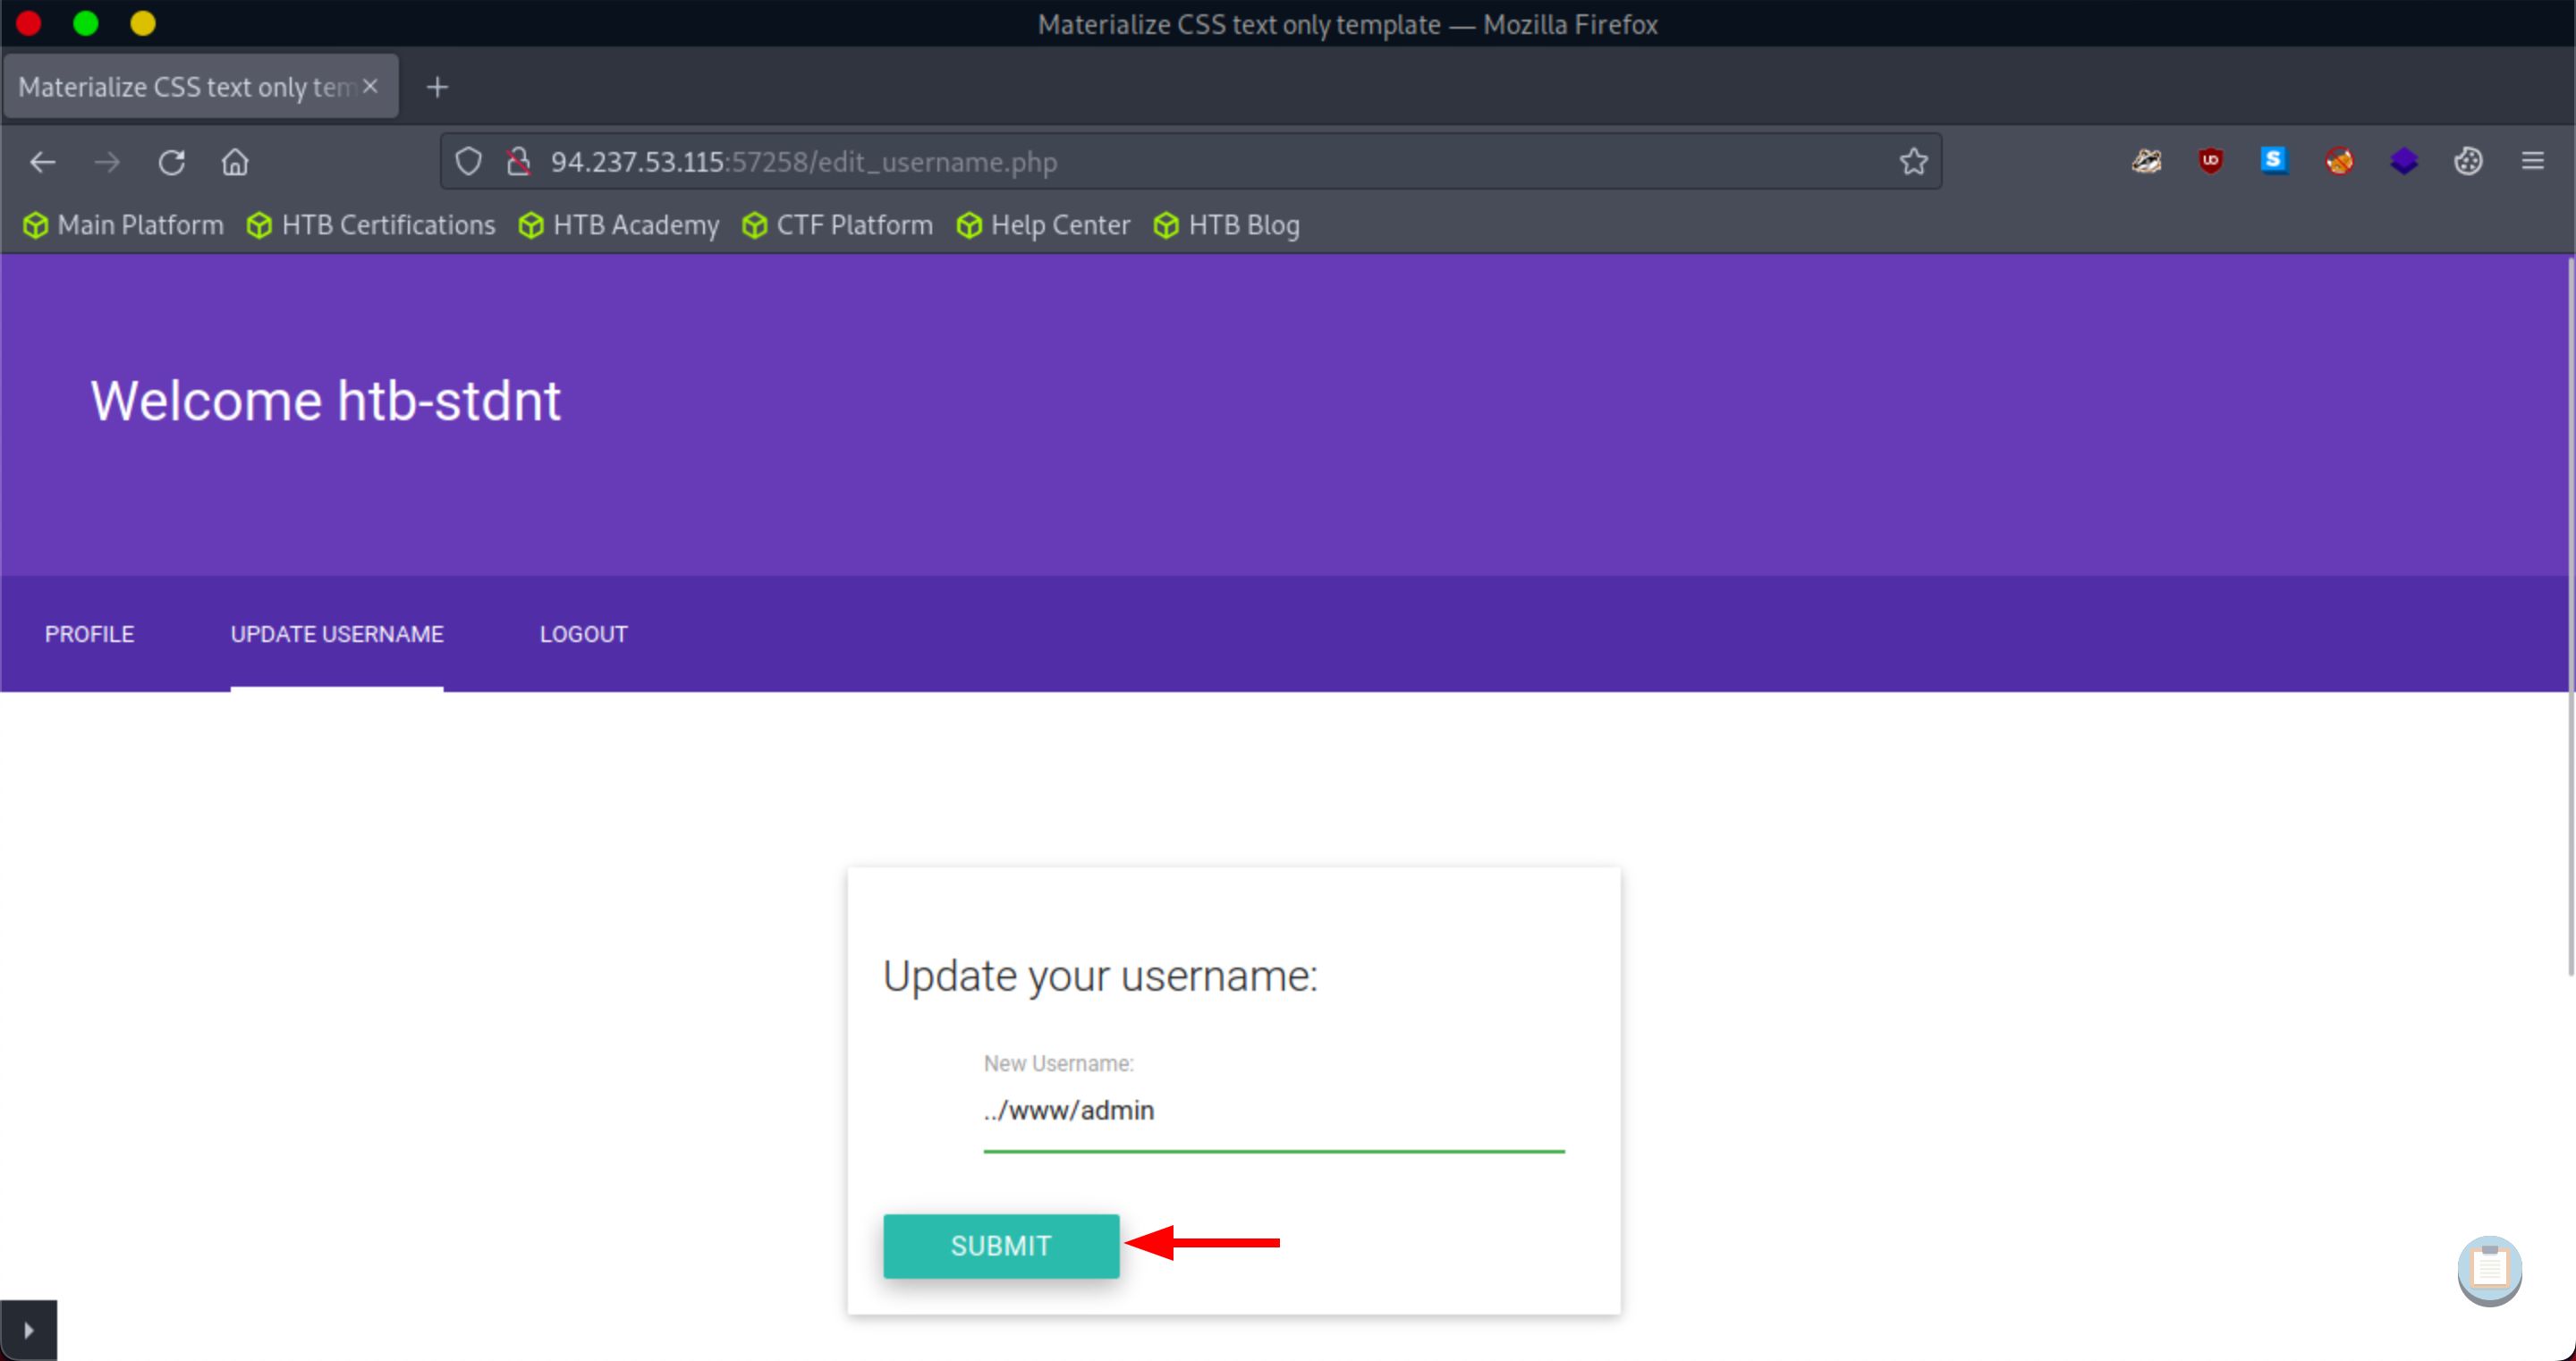 Materialize CSS text only template — Mozilla Firefox
Materialize CSS text only tem
94.237.53.115:57258/edit_username.php
Main Platform HTB Certifications HTB Academy CTF Platform Help Center HTB Blog
Welcome htb-stdnt
PROFILE UPDATE USERNAME LOGOUT
Update your username:
New Username:
../www/admin
SUBMIT